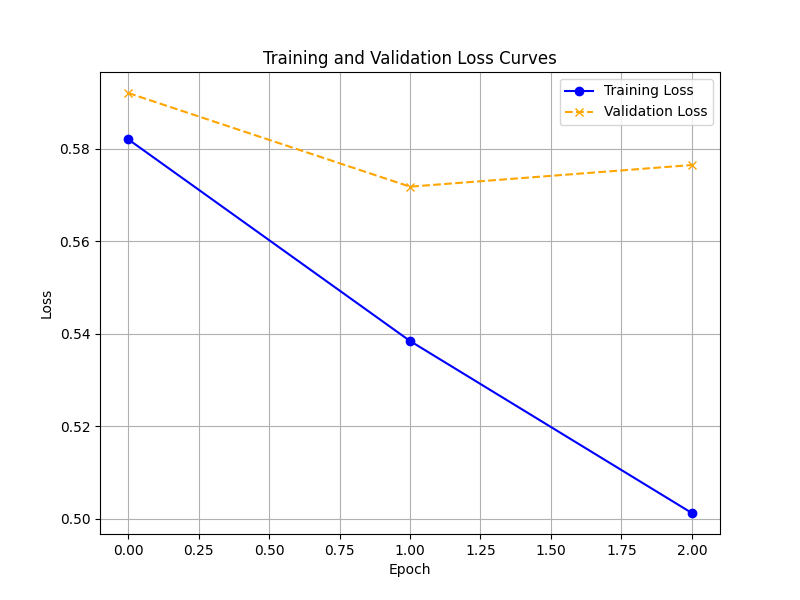 Training and Validation Loss Curves
Training Loss
Validation Loss
0.58
0.56
0.54
0.52
0.50
Loss
0.00 0.25 0.50 0.75 1.00 1.25 1.50 1.75 2.00
Epoch